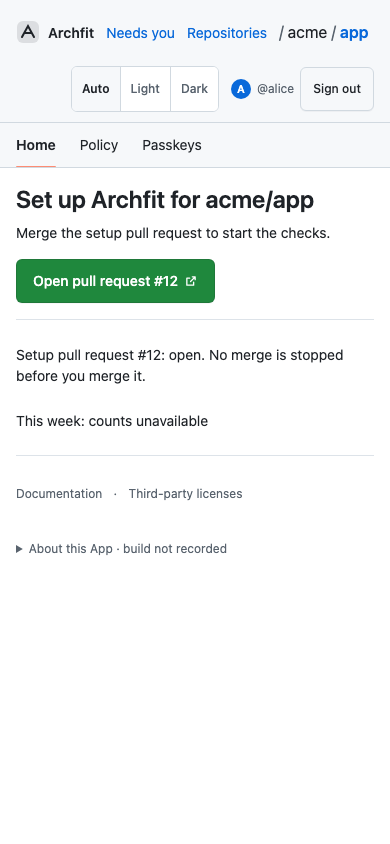 Archfit Needs you Repositories / acme / app
Auto Light Dark A @alice Sign out
Home Policy Passkeys
Set up Archfit for acme/app
Merge the setup pull request to start the checks.
Open pull request #12
Setup pull request #12: open. No merge is stopped
before you merge it.
This week: counts unavailable
Documentation · Third-party licenses
About this App · build not recorded